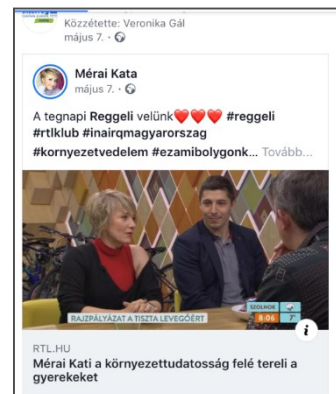 Közzétette: Veronika Gál
május 7.
Mérai Kata
május 7.
A tegnapi Reggeli velünk❤❤❤ #reggeli
#rtlklub #inairqmagyarorszag
#kornyezetvedelem #ezamibolygonk... Tovább...
RAJZPÁLYÁZAT A TISZTA LEVEGŐÉRT
SZOLNOK
8:06 7°
i
RTL.HU
Mérai Kati a környezettudatosság felé tereli a
gyerekeket